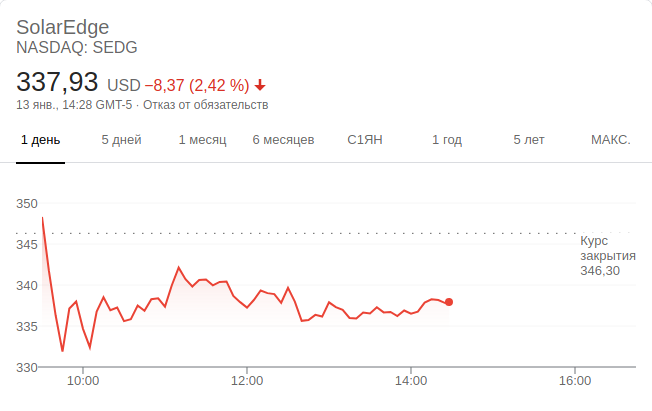 SolarEdge
NASDAQ: SEDG
337,93 USD −8,37 (2,42 %)
13 янв., 14:28 GMT-5 · Отказ от обязательств
1 день 5 дней 1 месяц 6 месяцев С1ЯН 1 год 5 лет МАКС.
350
345
340
335
330
Курс
закрытия
346,30
10:00 12:00 14:00 16:00